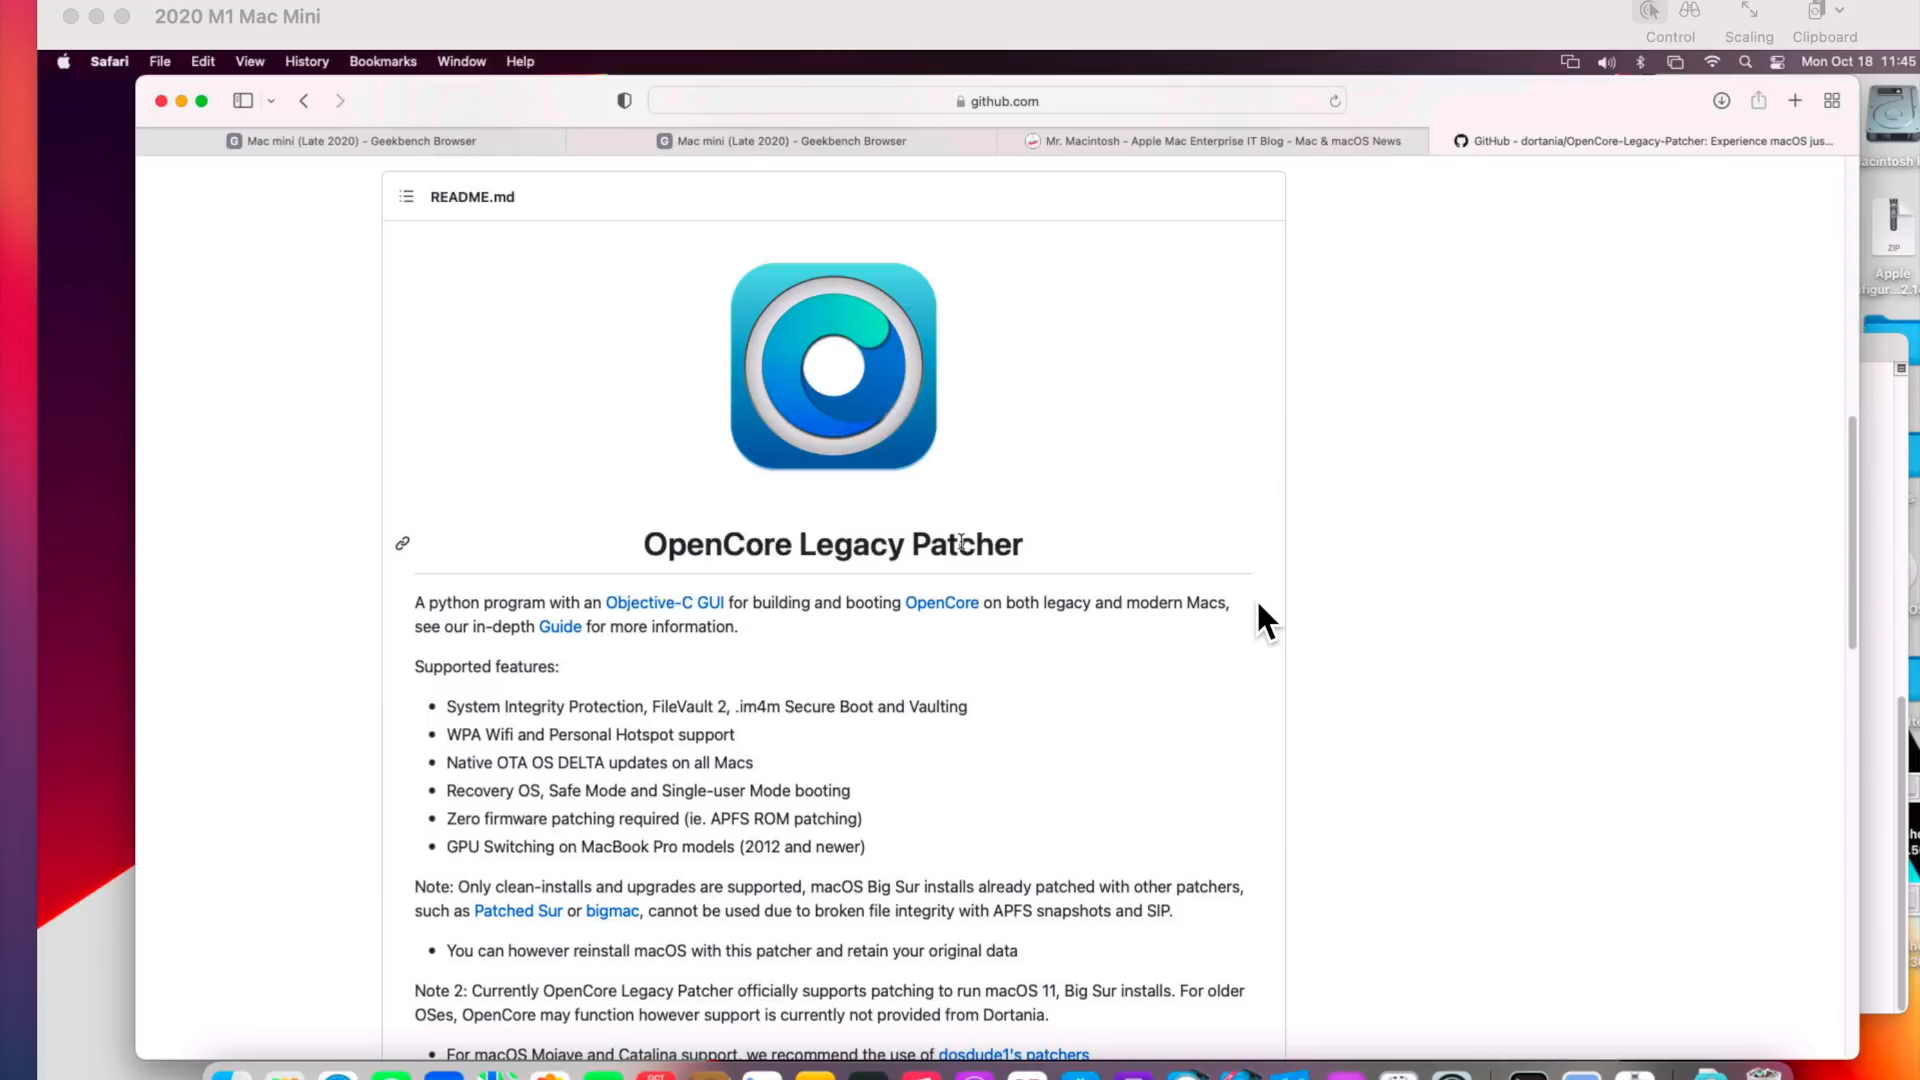 2020 M1 Mac Mini
Control
Scaling
Clipboard
Safari File Edit View History Bookmarks Window Help
Mon Oct 18 11:45
github.com
Mac mini (Late 2020) - Geekbench Browser
Mac mini (Late 2020) - Geekbench Browser
Mr. Macintosh - Apple Mac Enterprise IT Blog - Mac & macOS News
GitHub - dortania/OpenCore-Legacy-Patcher: Experience macOS jus...
README.md
OpenCore Legacy Patcher
A python program with an Objective-C GUI for building and booting OpenCore on both legacy and modern Macs,
see our in-depth Guide for more information.
Supported features:
• System Integrity Protection, FileVault 2, .im4m Secure Boot and Vaulting
• WPA Wifi and Personal Hotspot support
• Native OTA OS DELTA updates on all Macs
• Recovery OS, Safe Mode and Single-user Mode booting
• Zero firmware patching required (ie. APFS ROM patching)
• GPU Switching on MacBook Pro models (2012 and newer)
Note: Only clean-installs and upgrades are supported, macOS Big Sur installs already patched with other patchers,
such as Patched Sur or bigmac, cannot be used due to broken file integrity with APFS snapshots and SIP.
• You can however reinstall macOS with this patcher and retain your original data
Note 2: Currently OpenCore Legacy Patcher officially supports patching to run macOS 11, Big Sur installs. For older
OSes, OpenCore may function however support is currently not provided from Dortania.
• For macOS Mojave and Catalina support, we recommend the use of dosdude1's patchers
acintosh
ZIP
Apple
figur...2.1